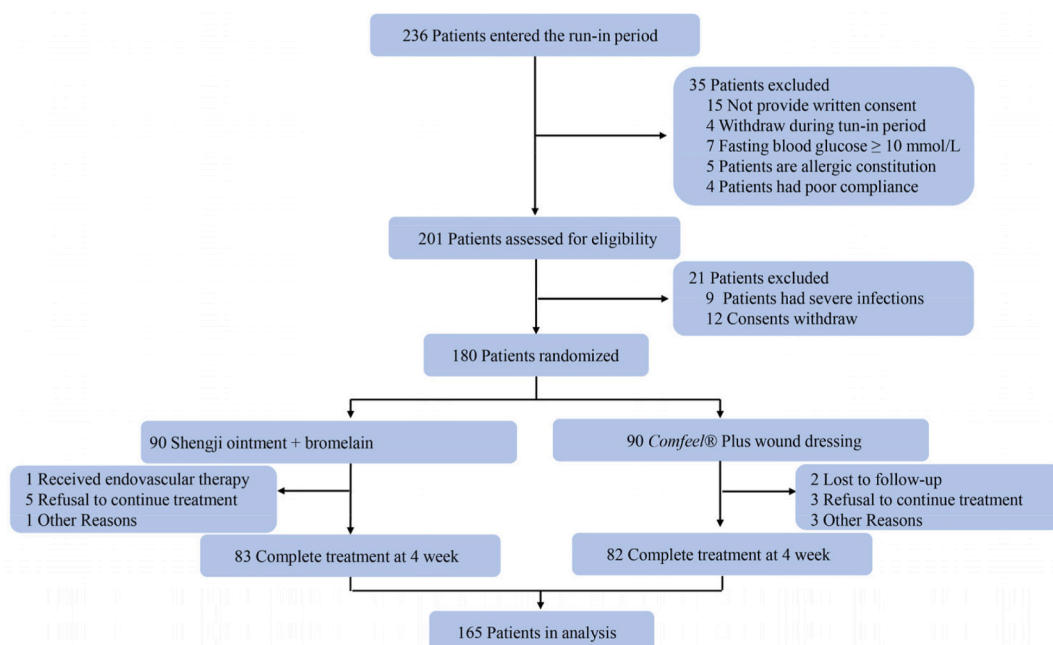 236 Patients entered the run-in period
35 Patients excluded
15 Not provide written consent
4 Withdraw during tun-in period
7 Fasting blood glucose ≥ 10 mmol/L
5 Patients are allergic constitution
4 Patients had poor compliance
201 Patients assessed for eligibility
21 Patients excluded
9 Patients had severe infections
12 Consents withdraw
180 Patients randomized
90 Shengji ointment + bromelain
90 Comfeel® Plus wound dressing
1 Received endovascular therapy
5 Refusal to continue treatment
1 Other Reasons
2 Lost to follow-up
3 Refusal to continue treatment
3 Other Reasons
83 Complete treatment at 4 week
82 Complete treatment at 4 week
165 Patients in analysis